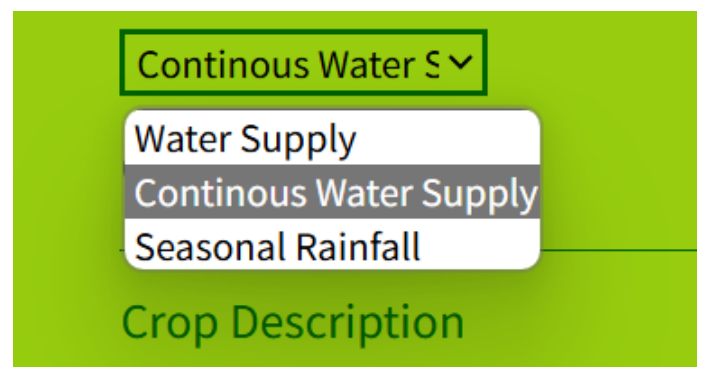 Continous Water S
Water Supply
Continous Water Supply
Seasonal Rainfall
Crop Description